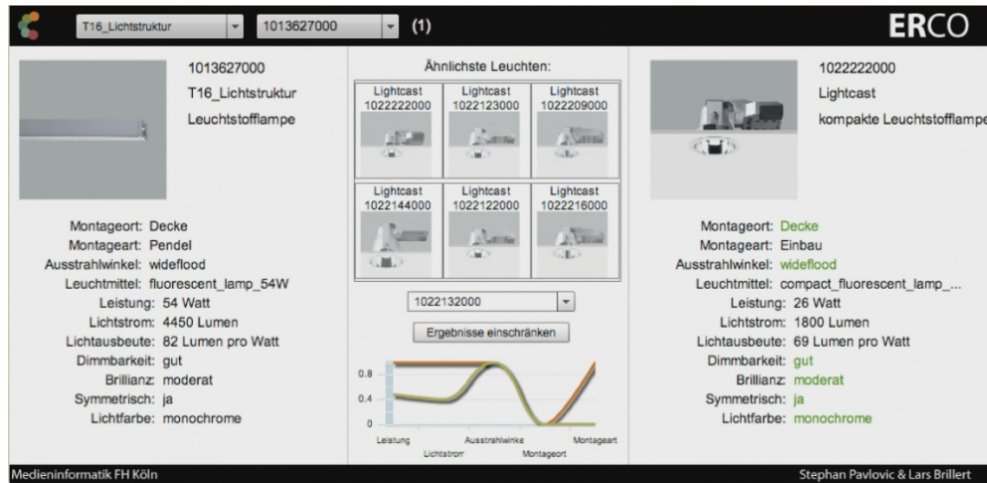 T16_Lichtstruktur 1013627000 (1) ERCO
1013627000
T16_Lichtstruktur
Leuchtstofflampe
Montageort: Decke
Montageart: Pendel
Ausstrahlwinkel: wideflood
Leuchtmittel: fluorescent_lamp_54W
Leistung: 54 Watt
Lichtstrom: 4450 Lumen
Lichtausbeute: 82 Lumen pro Watt
Dimmbarkeit: gut
Brillianz: moderat
Symmetrisch: ja
Lichtfarbe: monochrome
Ähnlichste Leuchten:
Lightcast Lightcast Lightcast
1022222000 1022123000 1022209000
Lightcast Lightcast Lightcast
1022144000 1022122000 1022216000
1022132000
Ergebnisse einschränken
0.8
0.4
0
Leistung Ausstrahlwinke Montageart
Lichtstrom Montageort
1022222000
Lightcast
kompakte Leuchtstofflampe
Montageort: Decke
Montageart: Einbau
Ausstrahlwinkel: wideflood
Leuchtmittel: compact_fluorescent_lamp_...
Leistung: 26 Watt
Lichtstrom: 1800 Lumen
Lichtausbeute: 69 Lumen pro Watt
Dimmbarkeit: gut
Brillianz: moderat
Symmetrisch: ja
Lichtfarbe: monochrome
Medieninformatik FH Köln Stephan Pavlovic & Lars Brillert